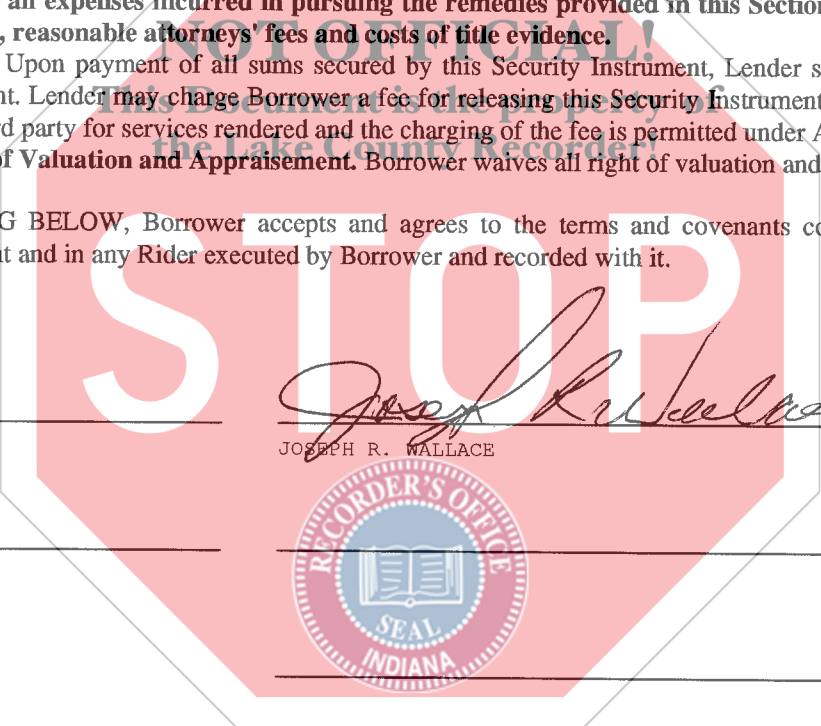 all expenses incurred in pursuing the remedies provided in this Section
, reasonable attorneys' fees and costs of title evidence.
NOT OFFICIAL!
Upon payment of all sums secured by this Security Instrument, Lender s
nt. Lender may charge Borrower a fee for releasing this Security Instrument
This Document is the property of
rd party for services rendered and the charging of the fee is permitted under A
the Lake County Recorder!
of Valuation and Appraisement. Borrower waives all right of valuation and
G BELOW, Borrower accepts and agrees to the terms and covenants co
nt and in any Rider executed by Borrower and recorded with it.
STOP
Joseph R Wallace
JOSEPH R. WALLACE
RECORDER'S OFFICE
SEAL
INDIANA